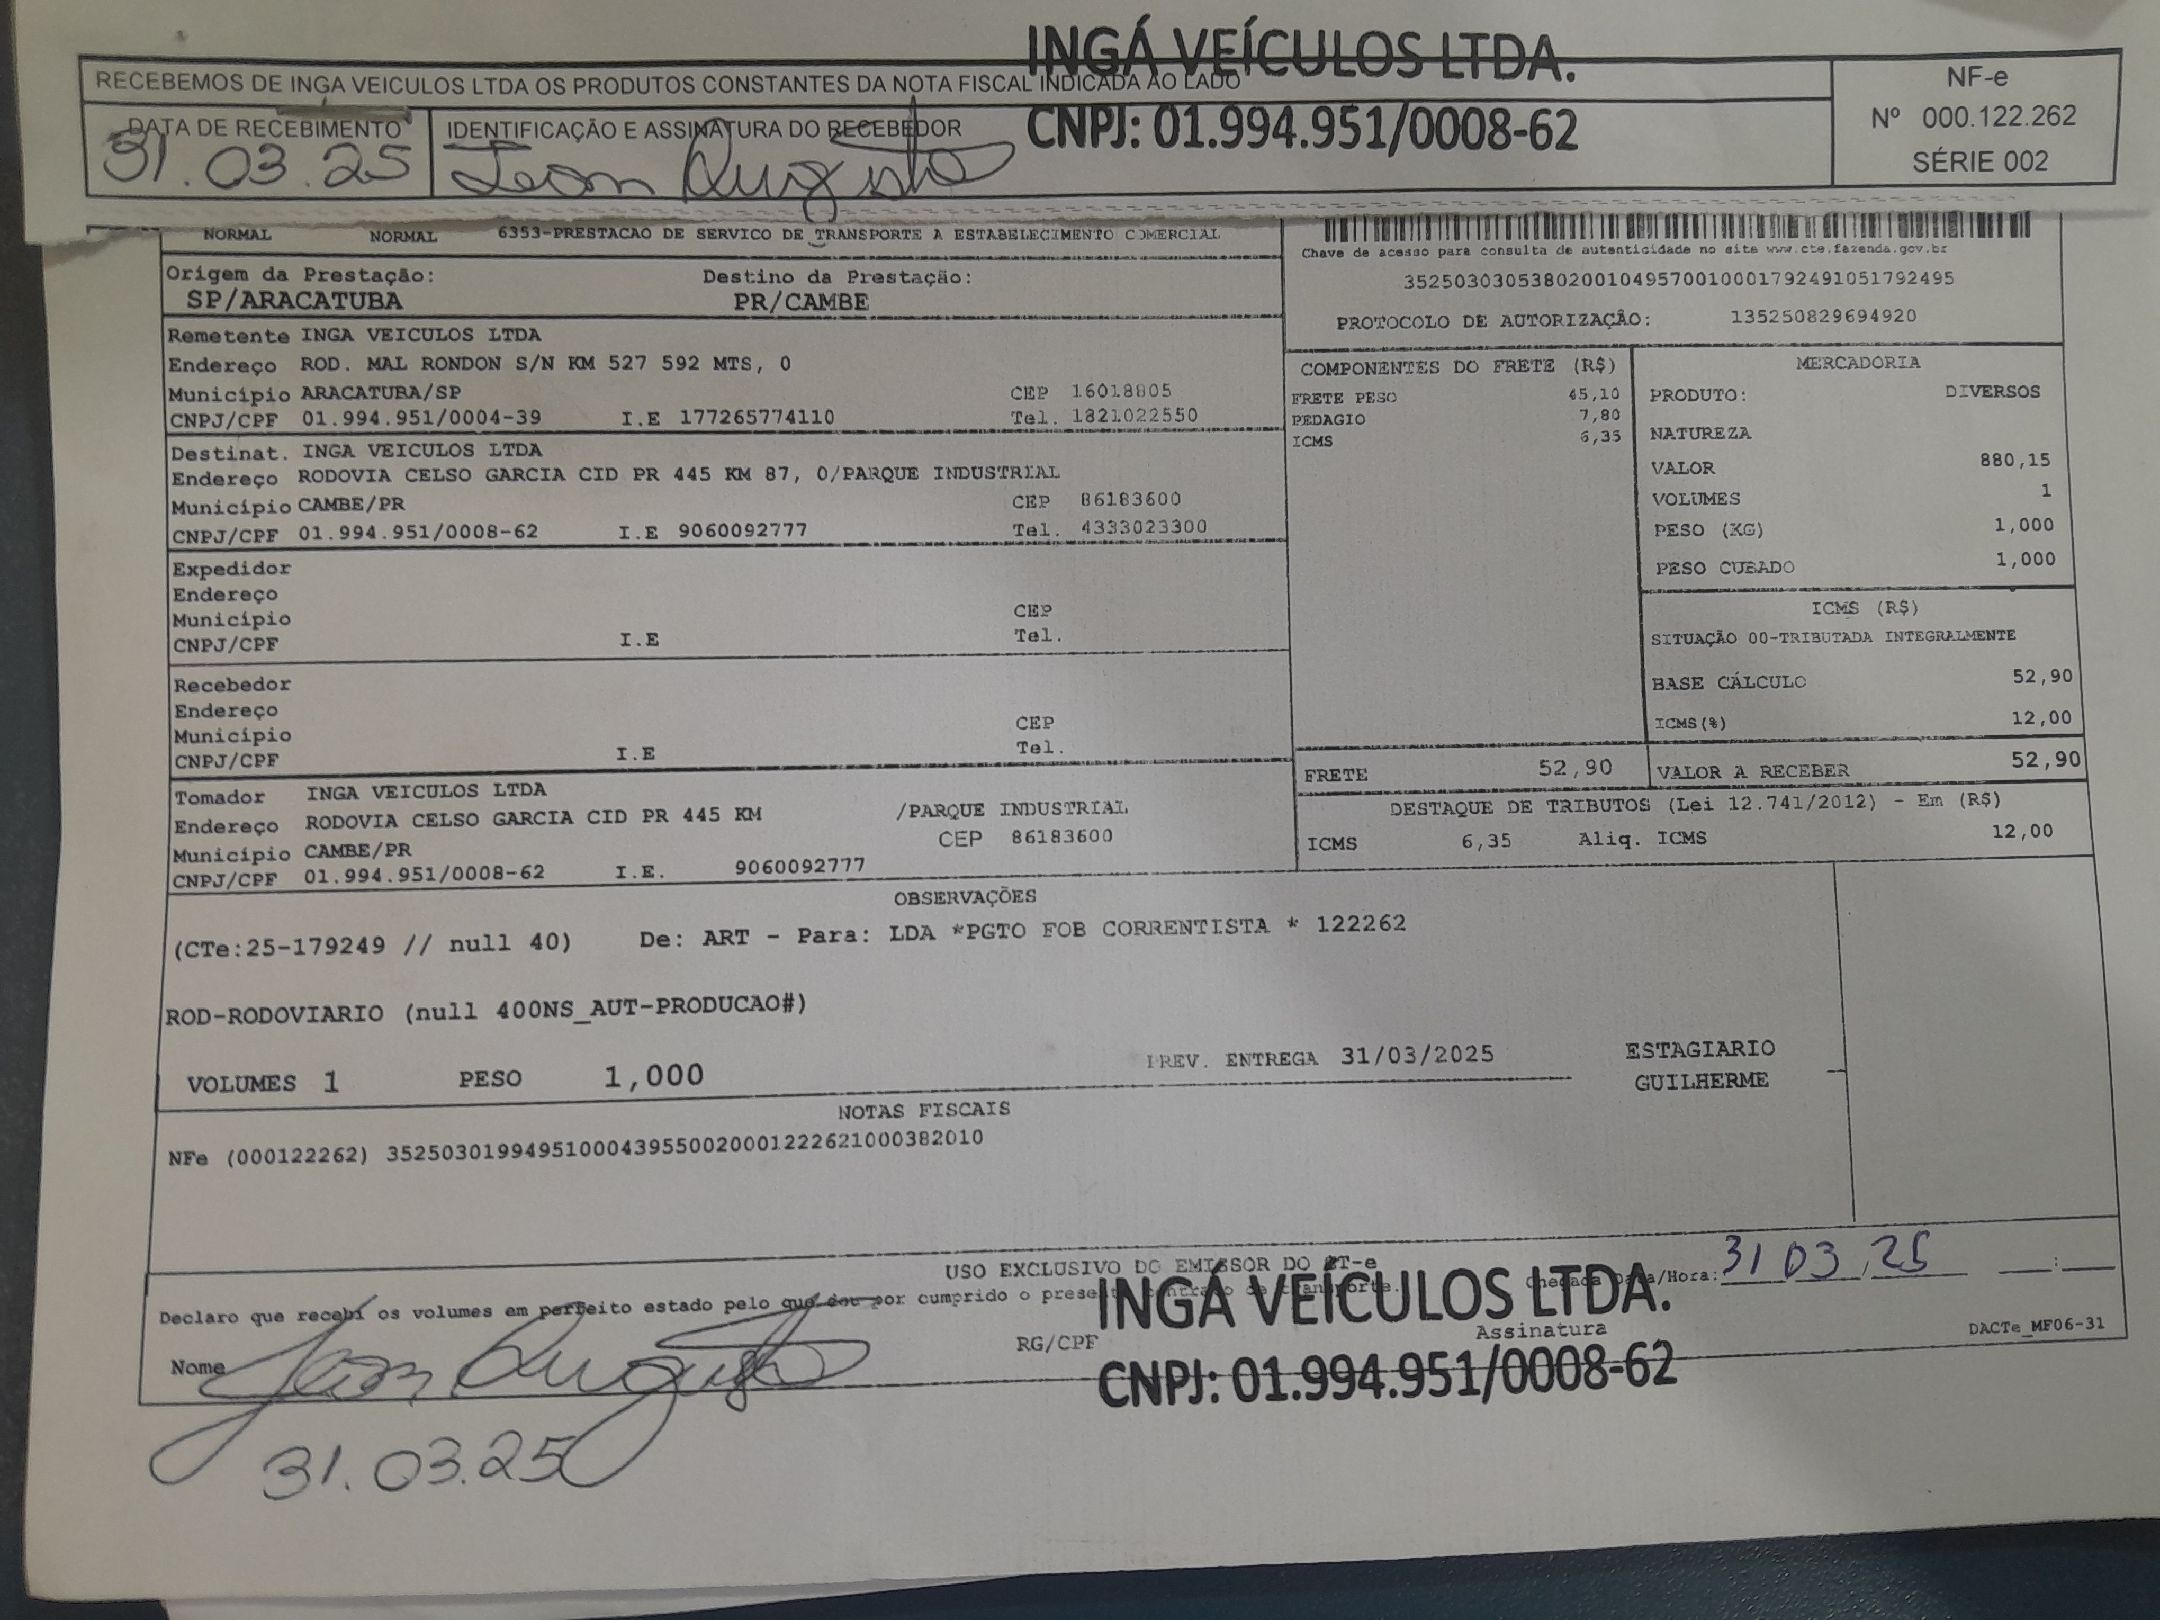 INGÁ VEÍCULOS LTDA.
CNPJ: 01.994.951/0008-62
RECEBEMOS DE INGA VEICULOS LTDA OS PRODUTOS CONSTANTES DA NOTA FISCAL INDICADA AO LADO
NF-e
Nº 000.122.262
SÉRIE 002
DATA DE RECEBIMENTO
31.03.25
IDENTIFICAÇÃO E ASSINATURA DO RECEBEDOR
NORMAL NORMAL 6353-PRESTACAO DE SERVICO DE TRANSPORTE A ESTABELECIMENTO COMERCIAL
Chave de acesso para consulta de autenticidade no site www.cte.fazenda.gov.br
35250303053802001049570010001792491051792495
PROTOCOLO DE AUTORIZAÇÃO: 135250829694920
Origem da Prestação: Destino da Prestação:
SP/ARACATUBA PR/CAMBE
Remetente INGA VEICULOS LTDA
Endereço ROD. MAL RONDON S/N KM 527 592 MTS, 0
Município ARACATUBA/SP CEP 16018805
CNPJ/CPF 01.994.951/0004-39 I.E 177265774110 Tel. 1821022550
Destinat. INGA VEICULOS LTDA
Endereço RODOVIA CELSO GARCIA CID PR 445 KM 87, 0/PARQUE INDUSTRIAL
Município CAMBE/PR CEP 86183600
CNPJ/CPF 01.994.951/0008-62 I.E 9060092777 Tel. 4333023300
Expedidor
Endereço
Município CEP
CNPJ/CPF I.E Tel.
Recebedor
Endereço
Município CEP
CNPJ/CPF I.E Tel.
Tomador INGA VEICULOS LTDA
Endereço RODOVIA CELSO GARCIA CID PR 445 KM /PARQUE INDUSTRIAL
Município CAMBE/PR CEP 86183600
CNPJ/CPF 01.994.951/0008-62 I.E. 9060092777
COMPONENTES DO FRETE (R$)
FRETE PESO 45,10
PEDAGIO 7,80
ICMS 6,35
MERCADORIA
PRODUTO: DIVERSOS
NATUREZA
VALOR 880,15
VOLUMES 1
PESO (KG) 1,000
PESO CUBADO 1,000
ICMS (R$)
SITUAÇÃO 00-TRIBUTADA INTEGRALMENTE
BASE CÁLCULO 52,90
ICMS(%) 12,00
FRETE 52,90 VALOR A RECEBER 52,90
DESTAQUE DE TRIBUTOS (Lei 12.741/2012) - Em (R$)
ICMS 6,35 Aliq. ICMS 12,00
OBSERVAÇÕES
(CTe:25-179249 // null 40) De: ART - Para: LDA *PGTO FOB CORRENTISTA * 122262
ROD-RODOVIARIO (null 400NS_AUT-PRODUCAO#)
VOLUMES 1 PESO 1,000 PREV. ENTREGA 31/03/2025
ESTAGIARIO
GUILHERME
NOTAS FISCAIS
NFe (000122262) 35250301994951000439550020001222621000382010
USO EXCLUSIVO DO EMISSOR DO CT-e
Declaro que recebi os volumes em perfeito estado pelo que dou por cumprido o presente contrato de transporte.
Chegada Data/Hora: 31 03 25 :
INGÁ VEÍCULOS LTDA.
Nome RG/CPF Assinatura
DACTe_MF06-31
CNPJ: 01.994.951/0008-62
31.03.25